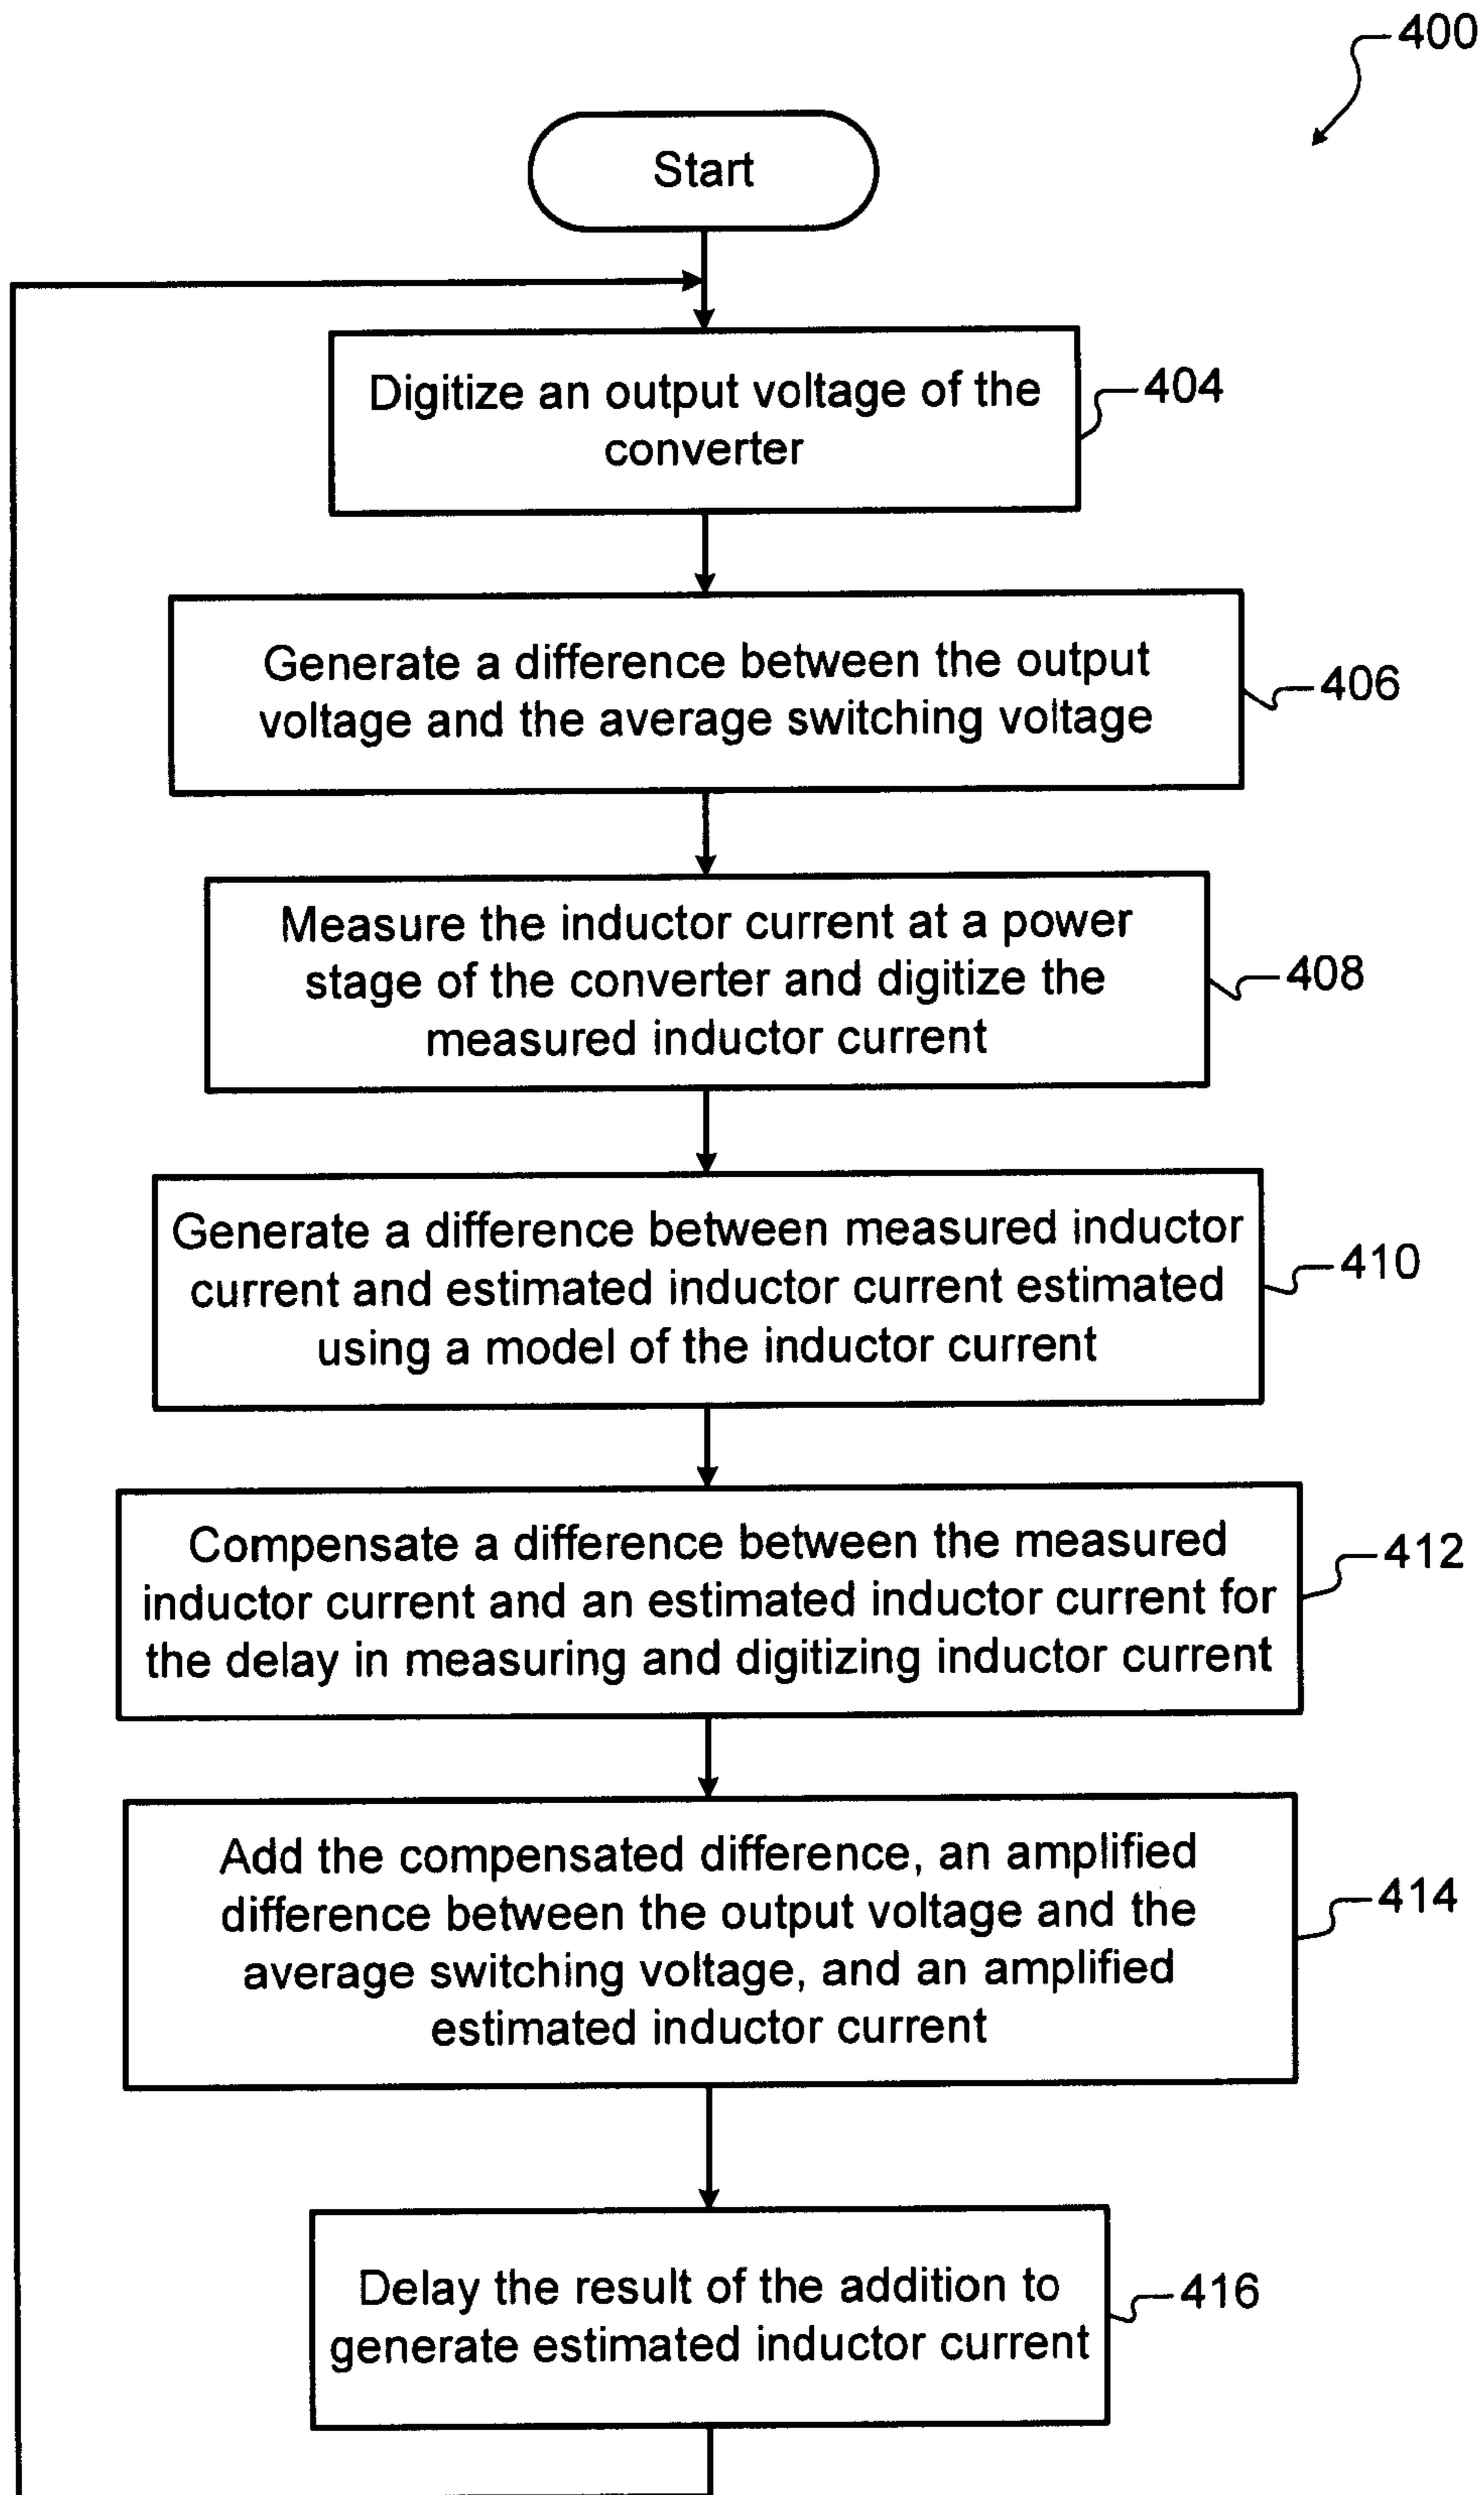 400
Start
Digitize an output voltage of the
converter
404
Generate a difference between the output
voltage and the average switching voltage
406
Measure the inductor current at a power
stage of the converter and digitize the
measured inductor current
408
Generate a difference between measured inductor
current and estimated inductor current estimated
using a model of the inductor current
410
Compensate a difference between the measured
inductor current and an estimated inductor current for
the delay in measuring and digitizing inductor current
412
Add the compensated difference, an amplified
difference between the output voltage and the
average switching voltage, and an amplified
estimated inductor current
414
Delay the result of the addition to
generate estimated inductor current
416